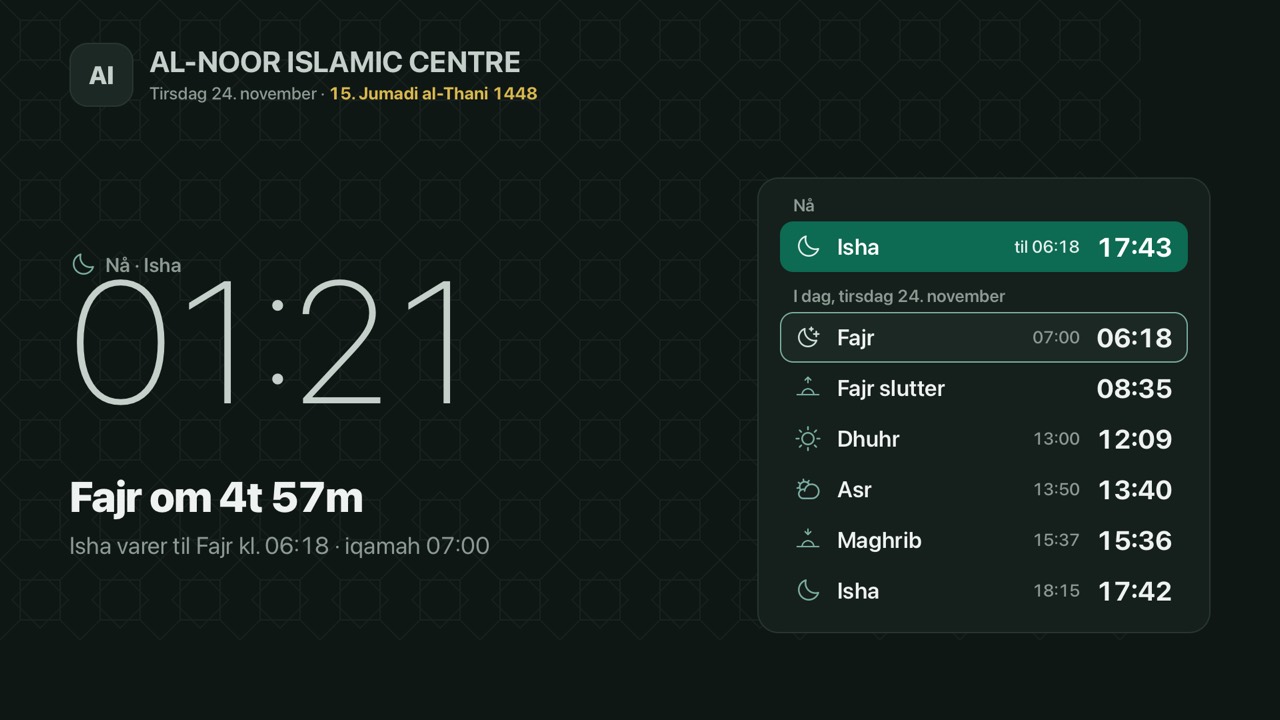 AI
AL-NOOR ISLAMIC CENTRE
Tirsdag 24. november · 15. Jumadi al-Thani 1448
Nå · Isha
01:21
Fajr om 4t 57m
Isha varer til Fajr kl. 06:18 · iqamah 07:00
Nå
Isha til 06:18 17:43
I dag, tirsdag 24. november
Fajr 07:00 06:18
Fajr slutter 08:35
Dhuhr 13:00 12:09
Asr 13:50 13:40
Maghrib 15:37 15:36
Isha 18:15 17:42